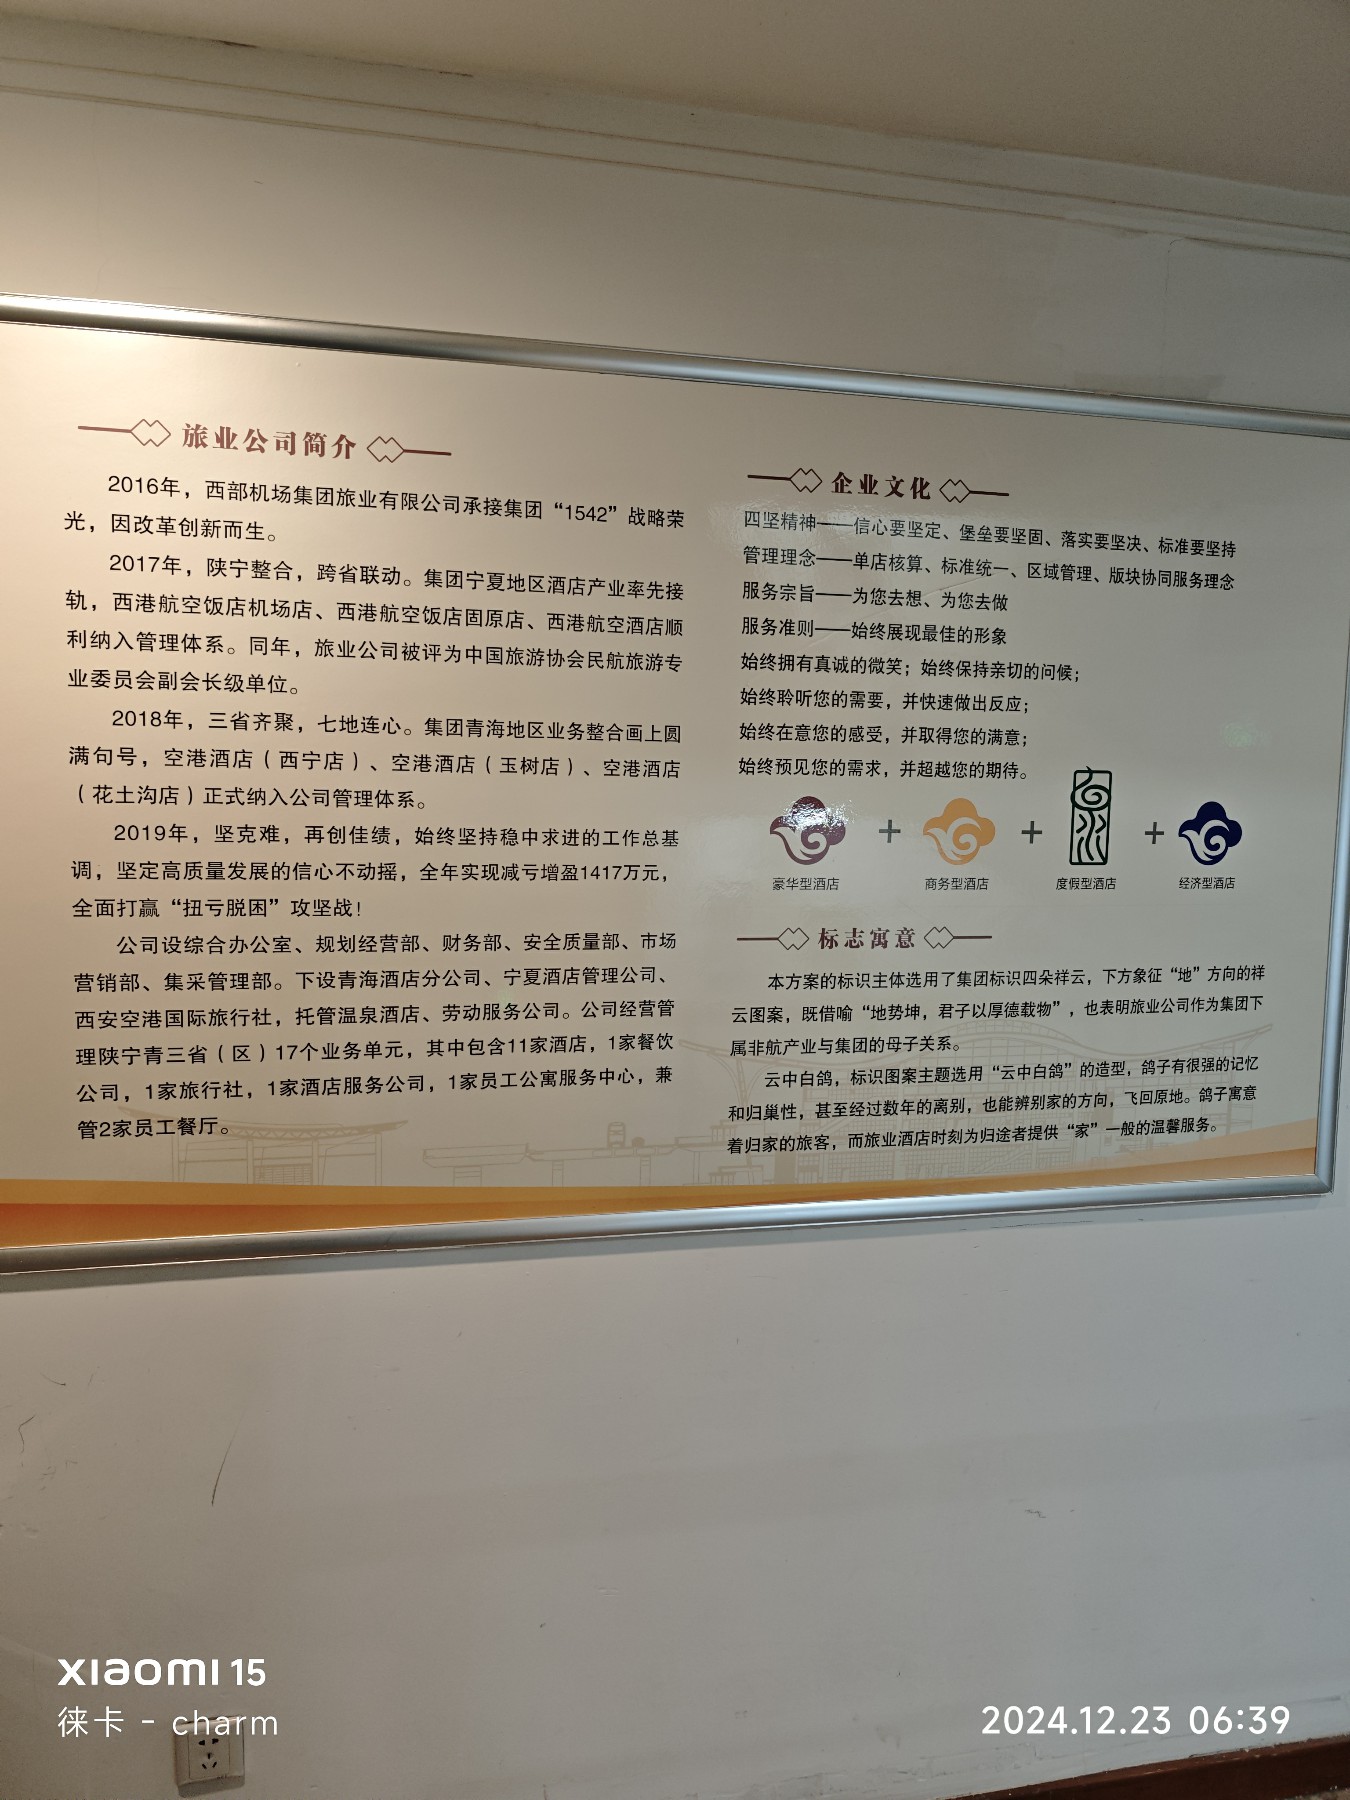 旅业公司简介
2016年，西部机场集团旅业有限公司承接集团“1542”战略荣
光，因改革创新而生。
2017年，陕宁整合，跨省联动。集团宁夏地区酒店产业率先接
轨，西港航空饭店机场店、西港航空饭店固原店、西港航空酒店顺
利纳入管理体系。同年，旅业公司被评为中国旅游协会民航旅游专
业委员会副会长级单位。
2018年，三省齐聚，七地连心。集团青海地区业务整合画上圆
满句号，空港酒店（西宁店）、空港酒店（玉树店）、空港酒店
（花土沟店）正式纳入公司管理体系。
2019年，坚克难，再创佳绩，始终坚持稳中求进的工作总基
调，坚定高质量发展的信心不动摇，全年实现减亏增盈1417万元，
全面打赢“扭亏脱困”攻坚战！
公司设综合办公室、规划经营部、财务部、安全质量部、市场
营销部、集采管理部。下设青海酒店分公司、宁夏酒店管理公司、
西安空港国际旅行社，托管温泉酒店、劳动服务公司。公司经营管
理陕宁青三省（区）17个业务单元，其中包含11家酒店，1家餐饮
公司，1家旅行社，1家酒店服务公司，1家员工公寓服务中心，兼
管2家员工餐厅。
企业文化
四坚精神——信心要坚定、堡垒要坚固、落实要坚决、标准要坚持
管理理念——单店核算、标准统一、区域管理、版块协同服务理念
服务宗旨——为您去想、为您去做
服务准则——始终展现最佳的形象
始终拥有真诚的微笑；始终保持亲切的问候；
始终聆听您的需要，并快速做出反应；
始终在意您的感受，并取得您的满意；
始终预见您的需求，并超越您的期待。
+ + +
豪华型酒店 商务型酒店 度假型酒店 经济型酒店
标志寓意
本方案的标识主体选用了集团标识四朵祥云，下方象征“地”方向的祥
云图案，既借喻“地势坤，君子以厚德载物”，也表明旅业公司作为集团下
属非航产业与集团的母子关系。
云中白鸽，标识图案主题选用“云中白鸽”的造型，鸽子有很强的记忆
和归巢性，甚至经过数年的离别，也能辨别家的方向，飞回原地。鸽子寓意
着归家的旅客，而旅业酒店时刻为归途者提供“家”一般的温馨服务。
xiaomi 15
徕卡 - charm
2024.12.23 06:39